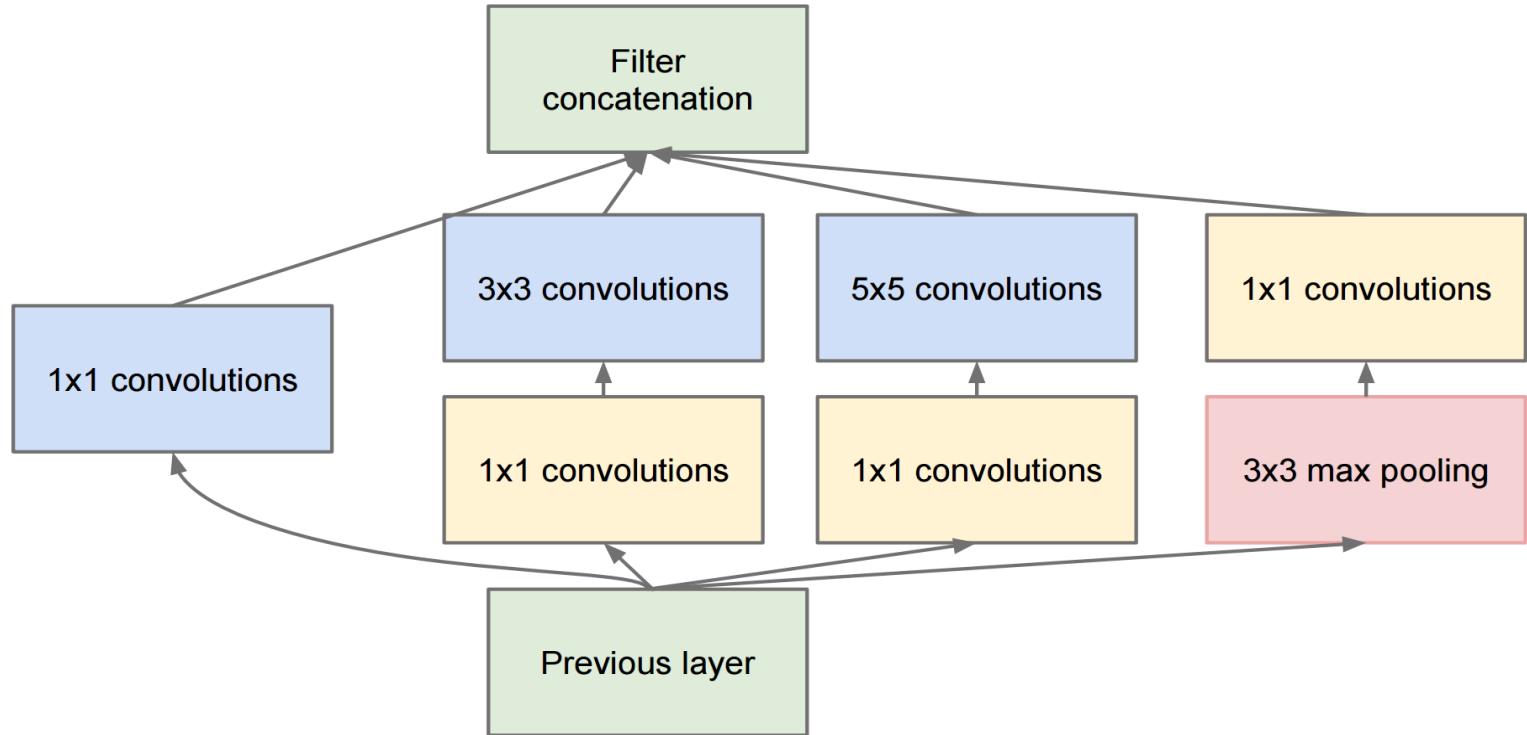 Filter
concatenation
3x3 convolutions
5x5 convolutions
1x1 convolutions
1x1 convolutions
1x1 convolutions
1x1 convolutions
3x3 max pooling
Previous layer